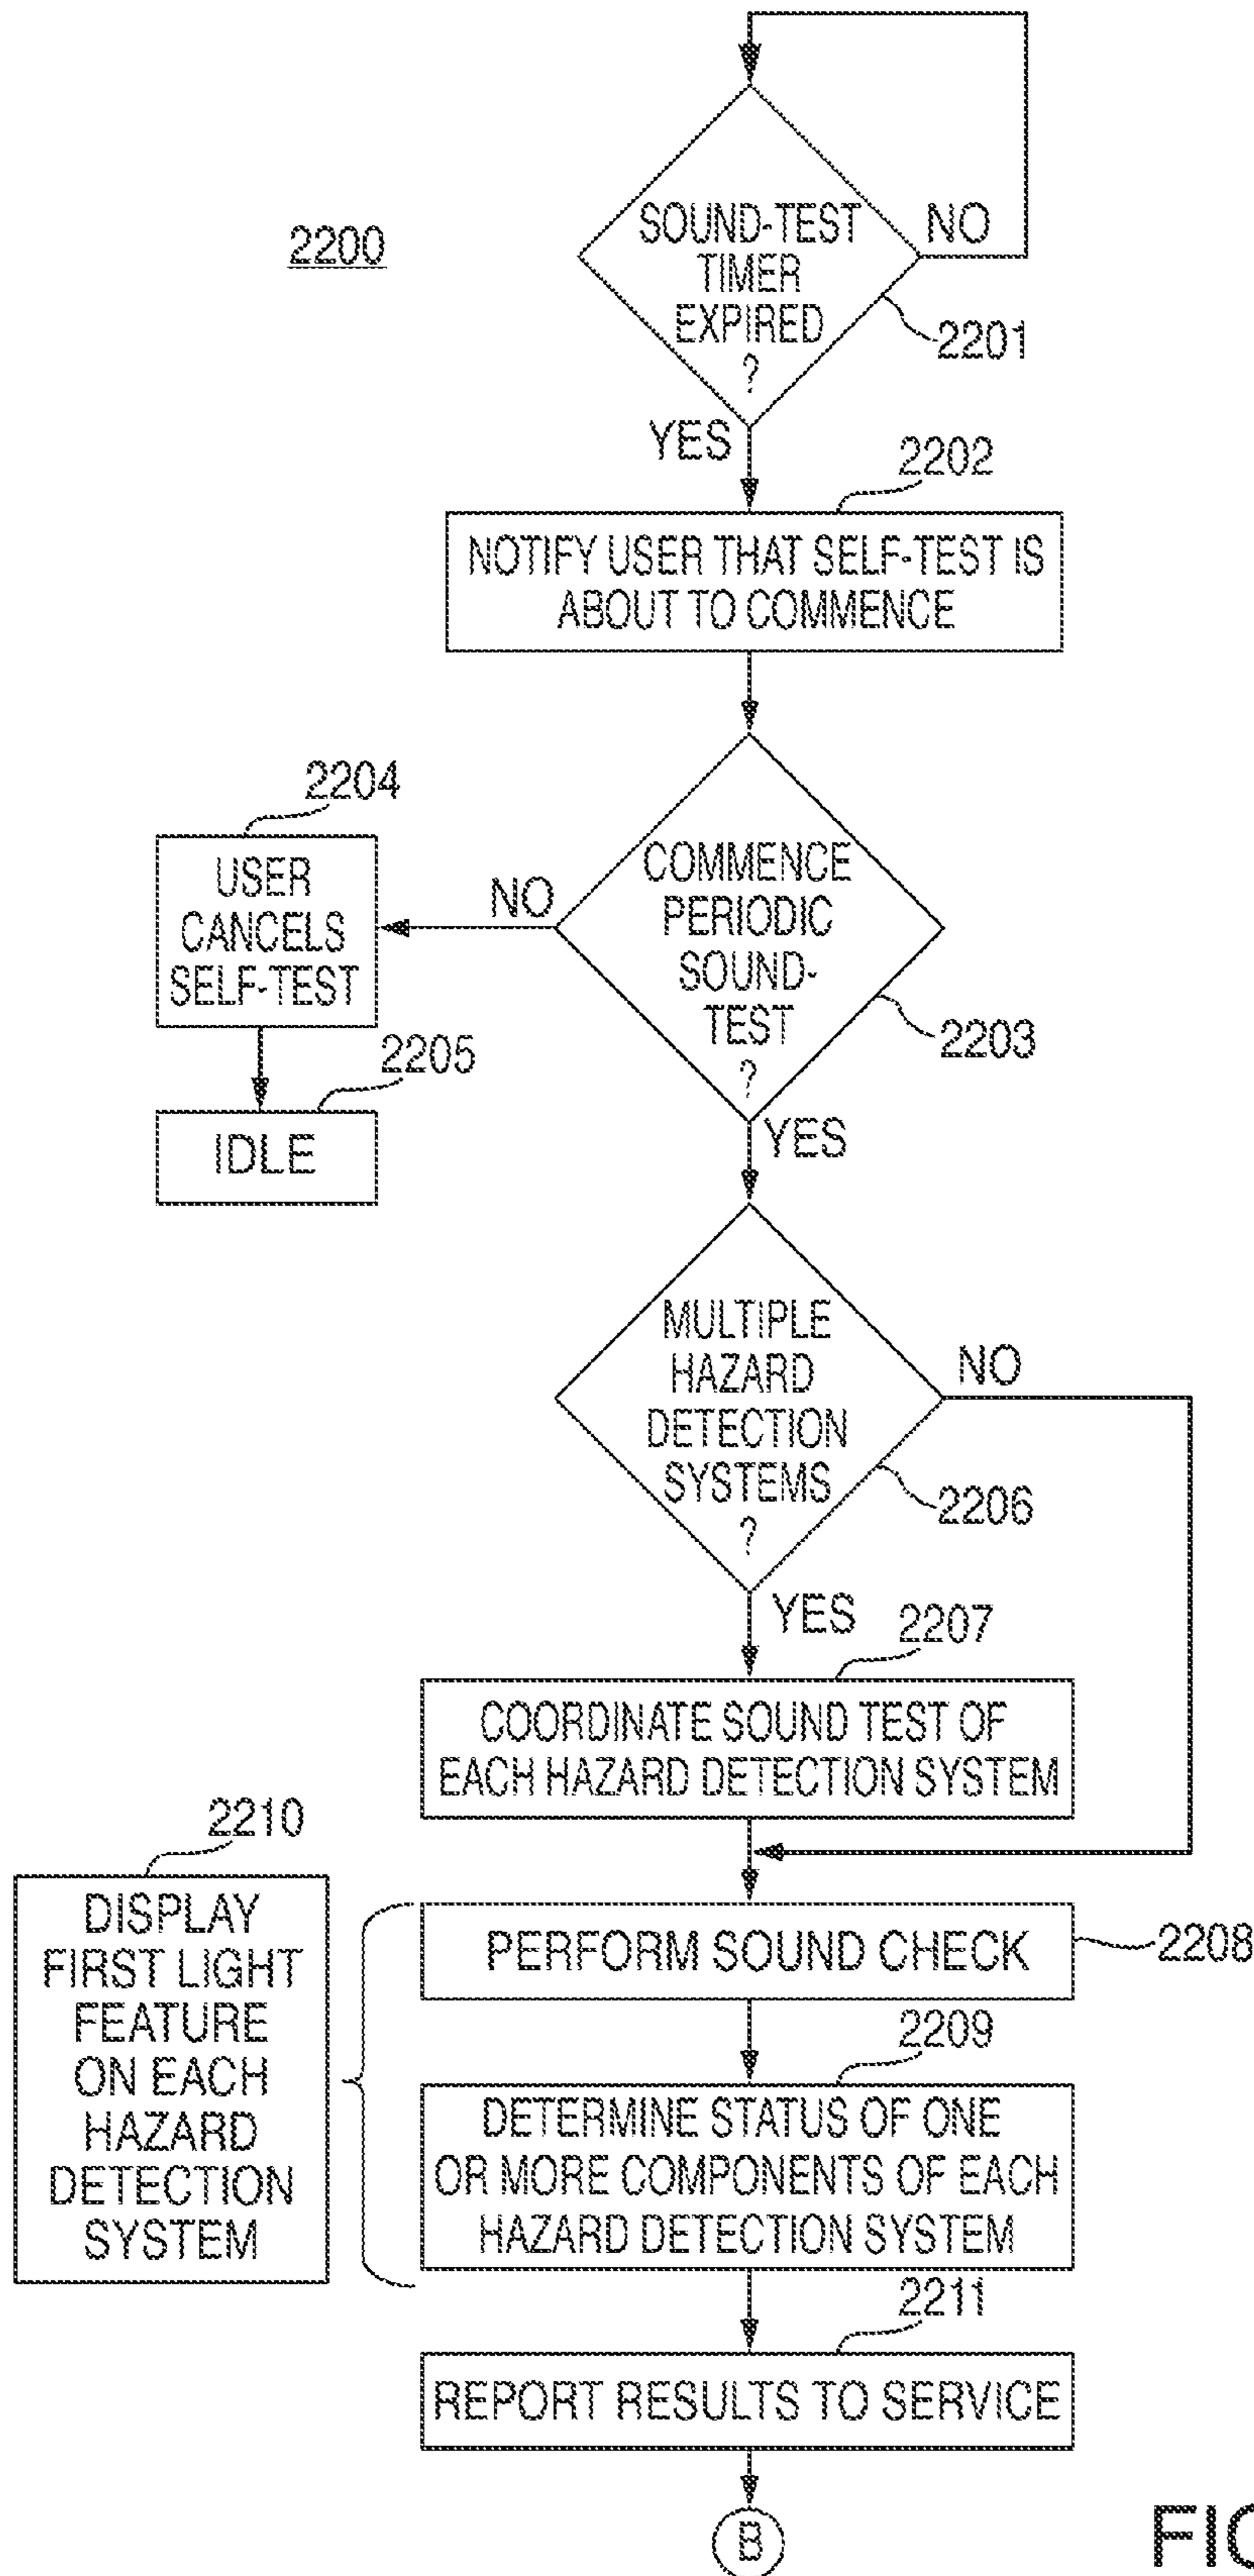 2200
SOUND-TEST
TIMER
EXPIRED
?
NO
2201
YES
2202
NOTIFY USER THAT SELF-TEST IS
ABOUT TO COMMENCE
2204
USER
CANCELS
SELF-TEST
NO
COMMENCE
PERIODIC
SOUND-
TEST
?
2203
2205
IDLE
YES
MULTIPLE
HAZARD
DETECTION
SYSTEMS
?
NO
2206
YES
2207
COORDINATE SOUND TEST OF
EACH HAZARD DETECTION SYSTEM
2210
DISPLAY
FIRST LIGHT
FEATURE
ON EACH
HAZARD
DETECTION
SYSTEM
PERFORM SOUND CHECK
2208
2209
DETERMINE STATUS OF ONE
OR MORE COMPONENTS OF EACH
HAZARD DETECTION SYSTEM
2211
REPORT RESULTS TO SERVICE
B